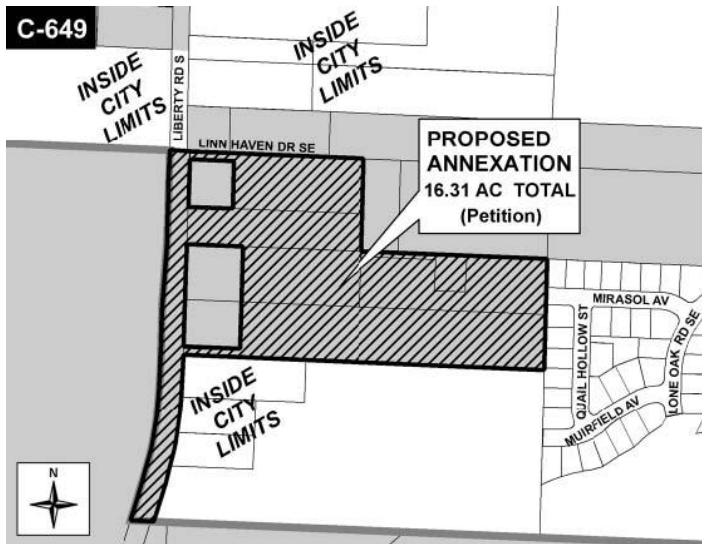 C-649
INSIDE
CITY
LIMITS
LIBERTY RD S
INSIDE
CITY
LIMITS
LINN HAVEN DR SE
PROPOSED
ANNEXATION
16.31 AC TOTAL
(Petition)
MIRASOL AV
QUAIL HOLLOW ST
LONE OAK RD SE
MUIRFIELD AV
INSIDE
CITY
LIMITS
N